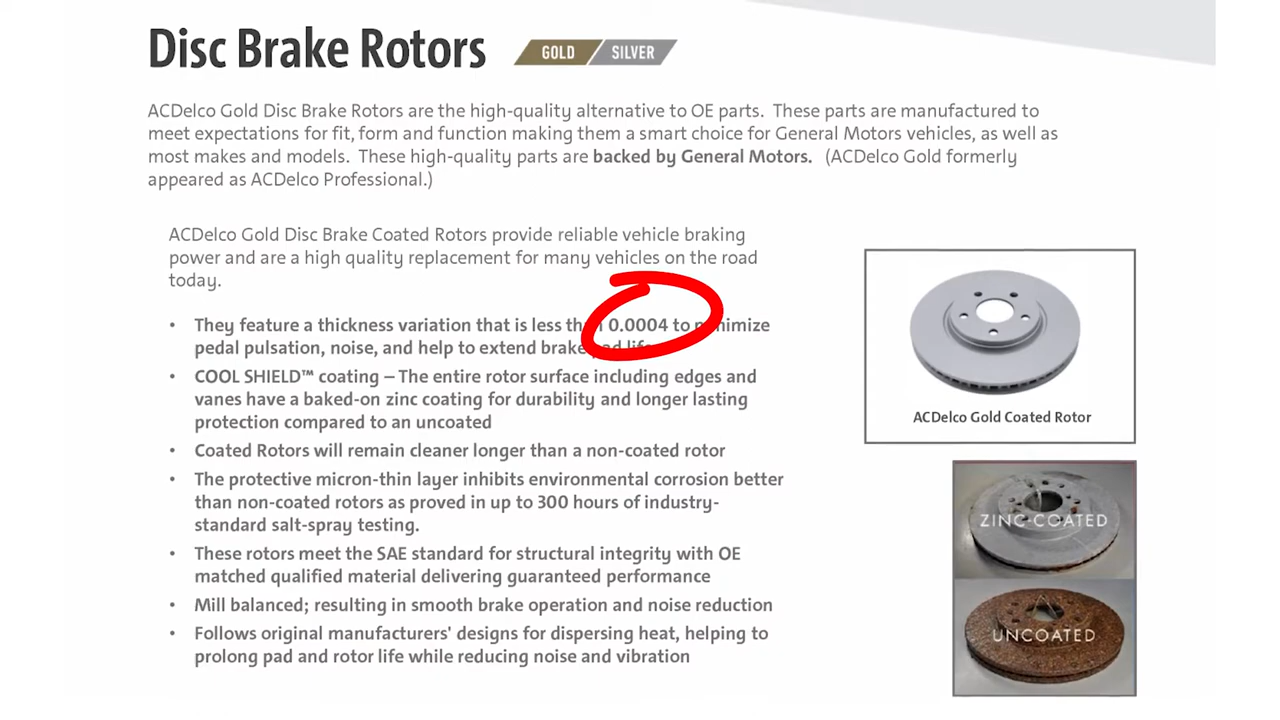 Disc Brake Rotors GOLD SILVER
ACDelco Gold Disc Brake Rotors are the high-quality alternative to OE parts. These parts are manufactured to
meet expectations for fit, form and function making them a smart choice for General Motors vehicles, as well as
most makes and models. These high-quality parts are backed by General Motors. (ACDelco Gold formerly
appeared as ACDelco Professional.)
ACDelco Gold Disc Brake Coated Rotors provide reliable vehicle braking
power and are a high quality replacement for many vehicles on the road
today.
• They feature a thickness variation that is less than 0.0004 to minimize
pedal pulsation, noise, and help to extend brake pad life
• COOL SHIELD™ coating – The entire rotor surface including edges and
vanes have a baked-on zinc coating for durability and longer lasting
protection compared to an uncoated
• Coated Rotors will remain cleaner longer than a non-coated rotor
• The protective micron-thin layer inhibits environmental corrosion better
than non-coated rotors as proved in up to 300 hours of industry-
standard salt-spray testing.
• These rotors meet the SAE standard for structural integrity with OE
matched qualified material delivering guaranteed performance
• Mill balanced; resulting in smooth brake operation and noise reduction
• Follows original manufacturers' designs for dispersing heat, helping to
prolong pad and rotor life while reducing noise and vibration
ACDelco Gold Coated Rotor
ZINC-COATED
UNCOATED